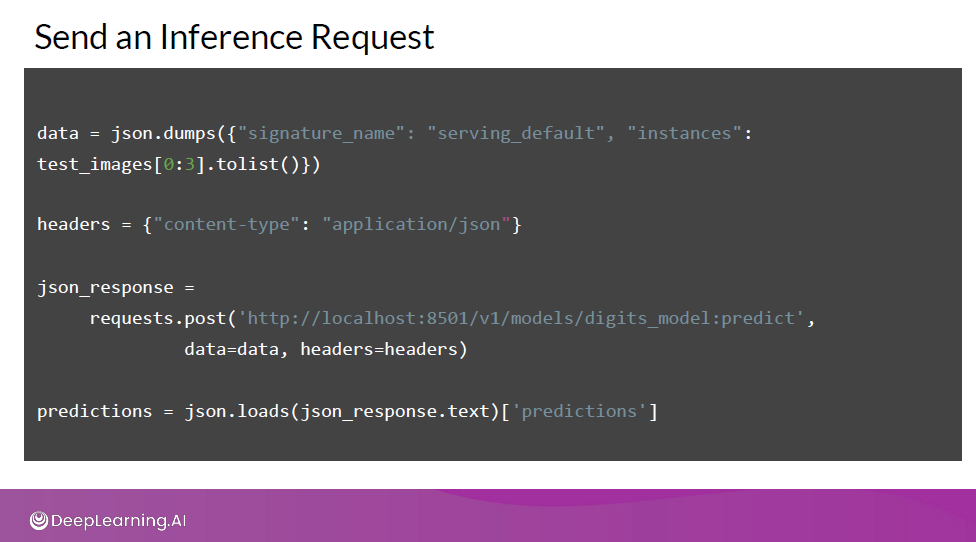 Send an Inference Request
data = json.dumps({"signature_name": "serving_default", "instances":
test_images[0:3].tolist()})
headers = {"content-type": "application/json"}
json_response =
requests.post('http://localhost:8501/v1/models/digits_model:predict',
data=data, headers=headers)
predictions = json.loads(json_response.text)['predictions']
DeepLearning.AI